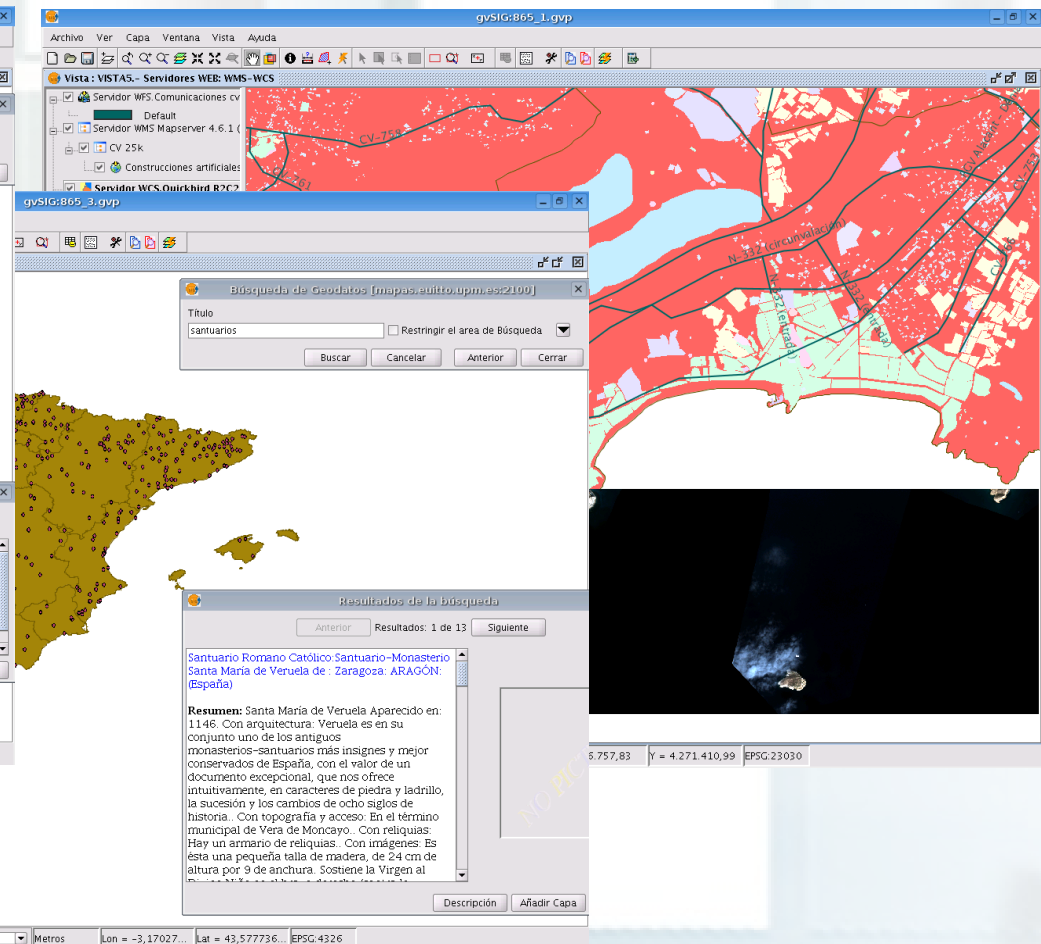 gvSIG:865_1.gvp
Archivo Ver Capa Ventana Vista Ayuda
Vista : VISTA5.- Servidores WEB: WMS-WCS
Servidor WFS.Comunicaciones cv
Default
Servidor WMS Mapserver 4.6.1 (
CV 25k
Construcciones artificiales
Servidor WCS.Quickbird R2C2
CV-758
CV-761
N-332 (circunvalación)
N-332 (entrada)
N-332 (entrada)
CV-753
CV-766
gvSIG:865_3.gvp
Búsqueda de Geodatos [mapas.euitto.upm.es:2100]
Título
santuarios
Restringir el area de Búsqueda
Buscar Cancelar Anterior Cerrar
Resultados de la búsqueda
Anterior Resultados: 1 de 13 Siguiente
Santuario Romano Católico:Santuario-Monasterio
Santa María de Veruela de : Zaragoza: ARAGÓN:
(España)
Resumen: Santa María de Veruela Aparecido en:
1146. Con arquitectura: Veruela es en su
conjunto uno de los antiguos
monasterios-santuarios más insignes y mejor
conservados de España, con el valor de un
documento excepcional, que nos ofrece
intuitivamente, en caracteres de piedra y ladrillo,
la sucesión y los cambios de ocho siglos de
historia.. Con topografía y acceso: En el término
municipal de Vera de Moncayo.. Con reliquias:
Hay un armario de reliquias.. Con imágenes: Es
ésta una pequeña talla de madera, de 24 cm de
altura por 9 de anchura. Sostiene la Virgen al
NO PIC
Descripción Añadir Capa
6.757,83 Y = 4.271.410,99 EPSG:23030
Metros Lon = -3,17027... Lat = 43,577736... EPSG:4326